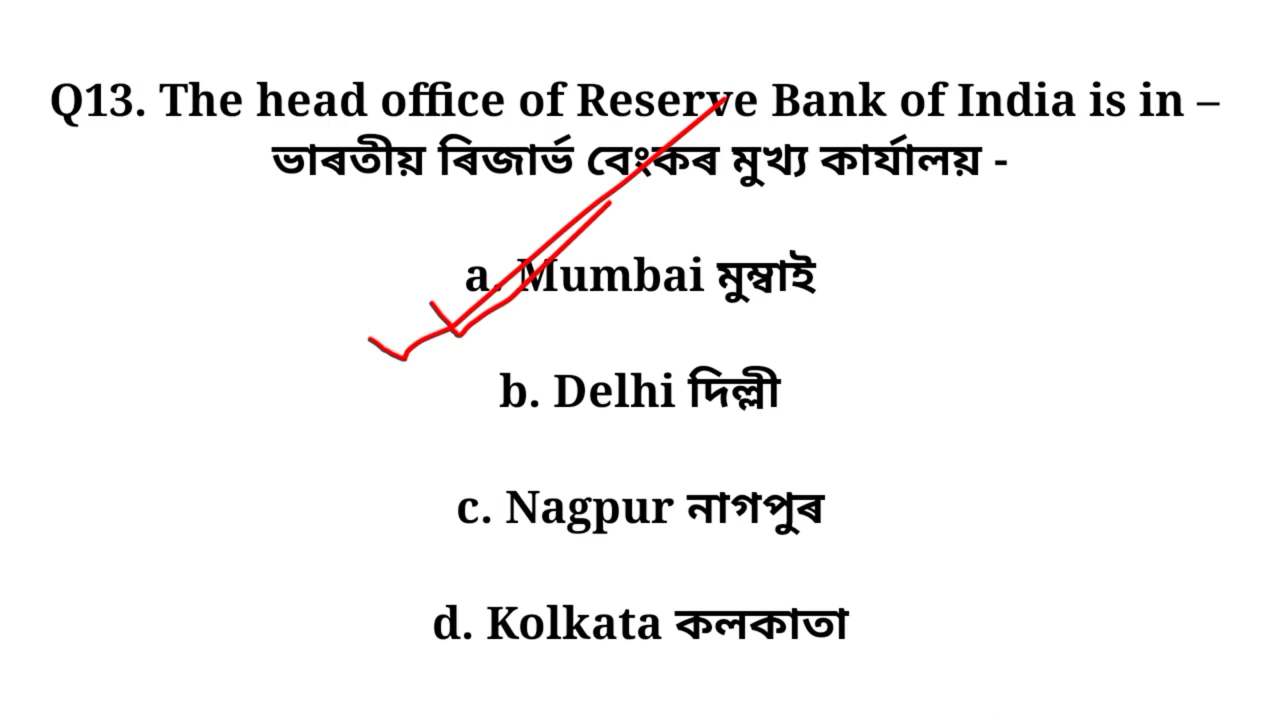 Q13. The head office of Reserve Bank of India is in –
ভাৰতীয় ৰিজাৰ্ভ বেংকৰ মুখ্য কাৰ্যালয় -
a. Mumbai মুম্বাই
b. Delhi দিল্লী
c. Nagpur নাগপুৰ
d. Kolkata কলকাতা